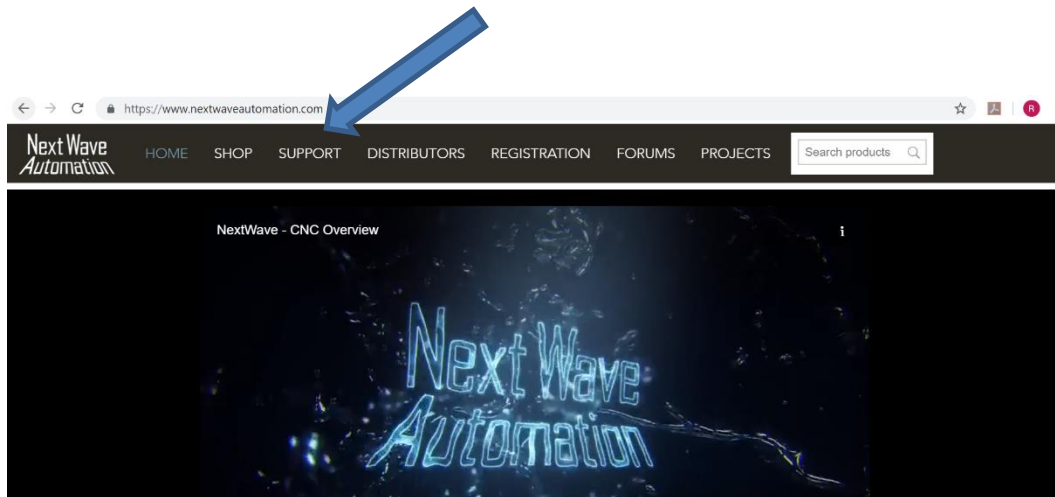 https://www.nextwaveautomation.com
R
Next Wave
Automation
HOME SHOP SUPPORT DISTRIBUTORS REGISTRATION FORUMS PROJECTS
Search products
NextWave - CNC Overview
i
Next Wave
Automation